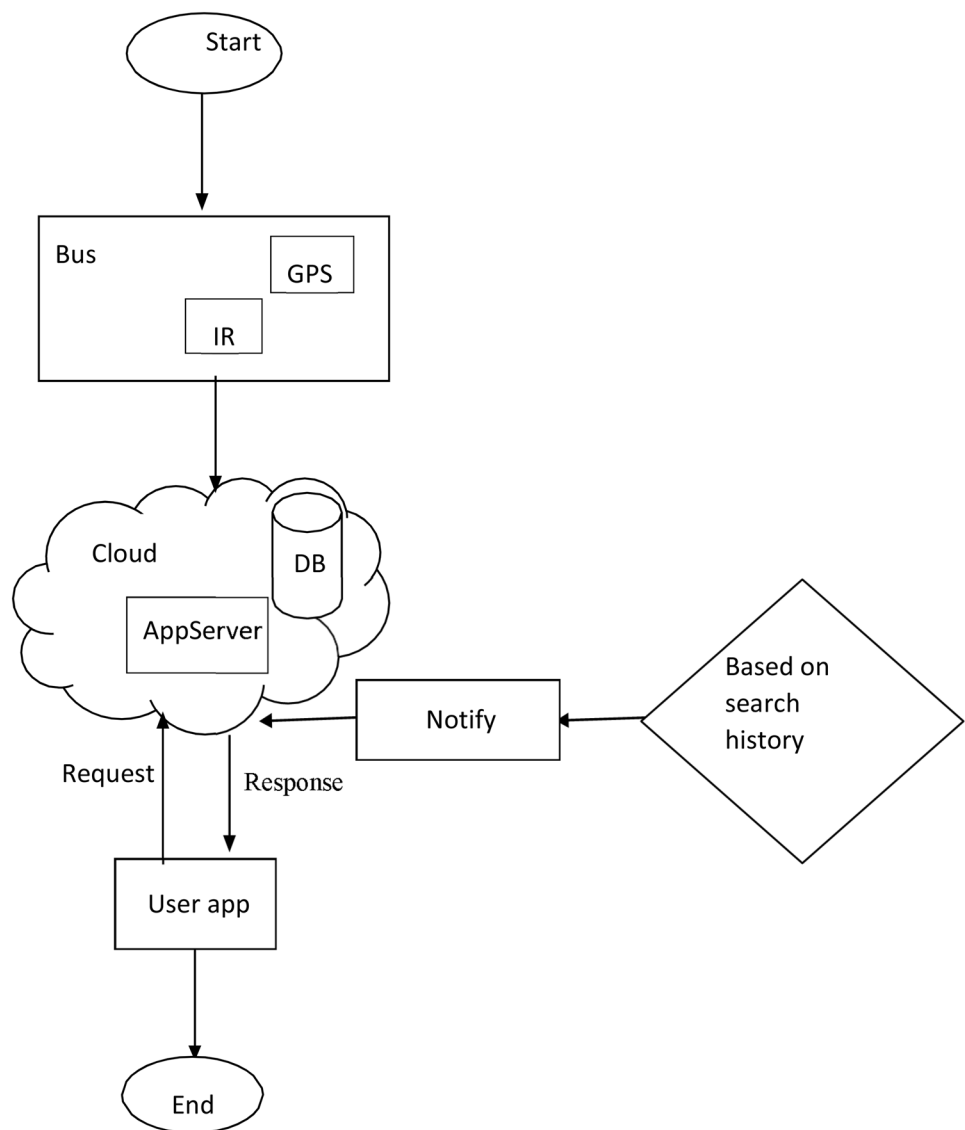 Start
Bus
GPS
IR
Cloud
DB
AppServer
Based on
search
history
Notify
Request
Response
User app
End